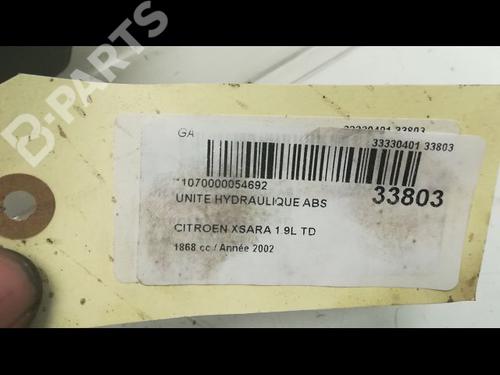 B-PARTS
GA
33330401 33803
33330401 33803
*1070000054692
UNITE HYDRAULIQUE ABS
33803
CITROEN XSARA 1.9L TD
1868 cc / Année 2002